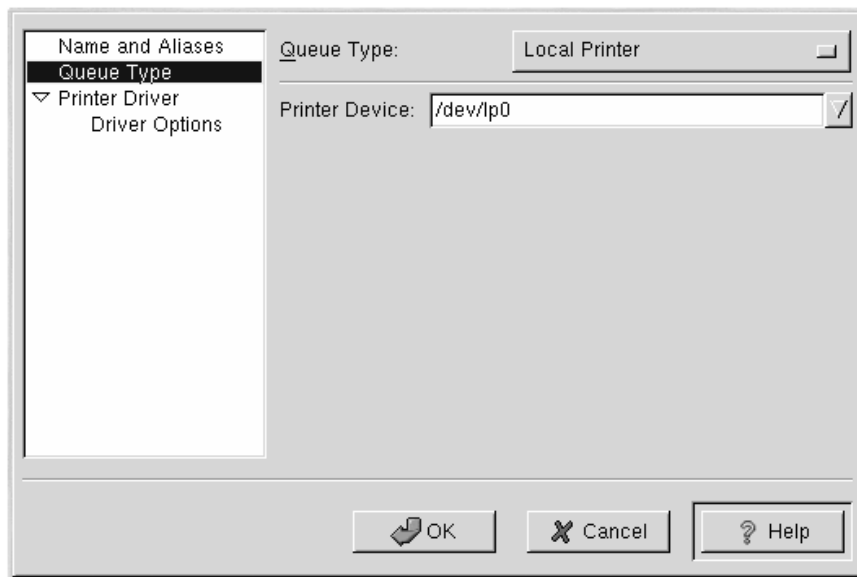 Name and Aliases
Queue Type
Printer Driver
Driver Options
Queue Type:
Local Printer
Printer Device:
/dev/lp0
OK
Cancel
Help